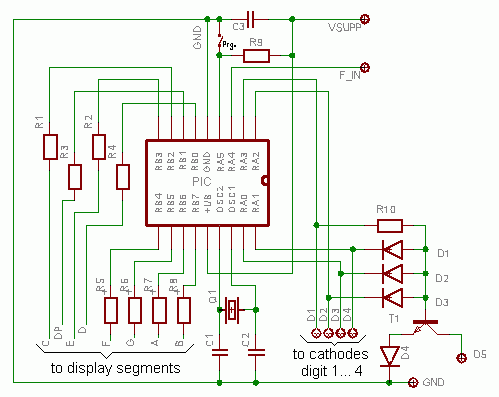 C3
VSUPP
GND
Prg.
R9
F_IN
R1
R2
R3
R4
RB3
RB2
RB1
RB0
GND
RA5
RA4
RA3
RA2
PIC
RB4
RB5
RB6
RB7
+UB
OSC2
OSC1
RA0
RA1
R10
D1
D2
D3
R5
R6
R7
R8
Q1
D1
D2
D3
D4
T1
C
DP
E
D
F
G
A
B
C1
C2
D4
D5
to display segments
to cathodes
digit 1... 4
GND